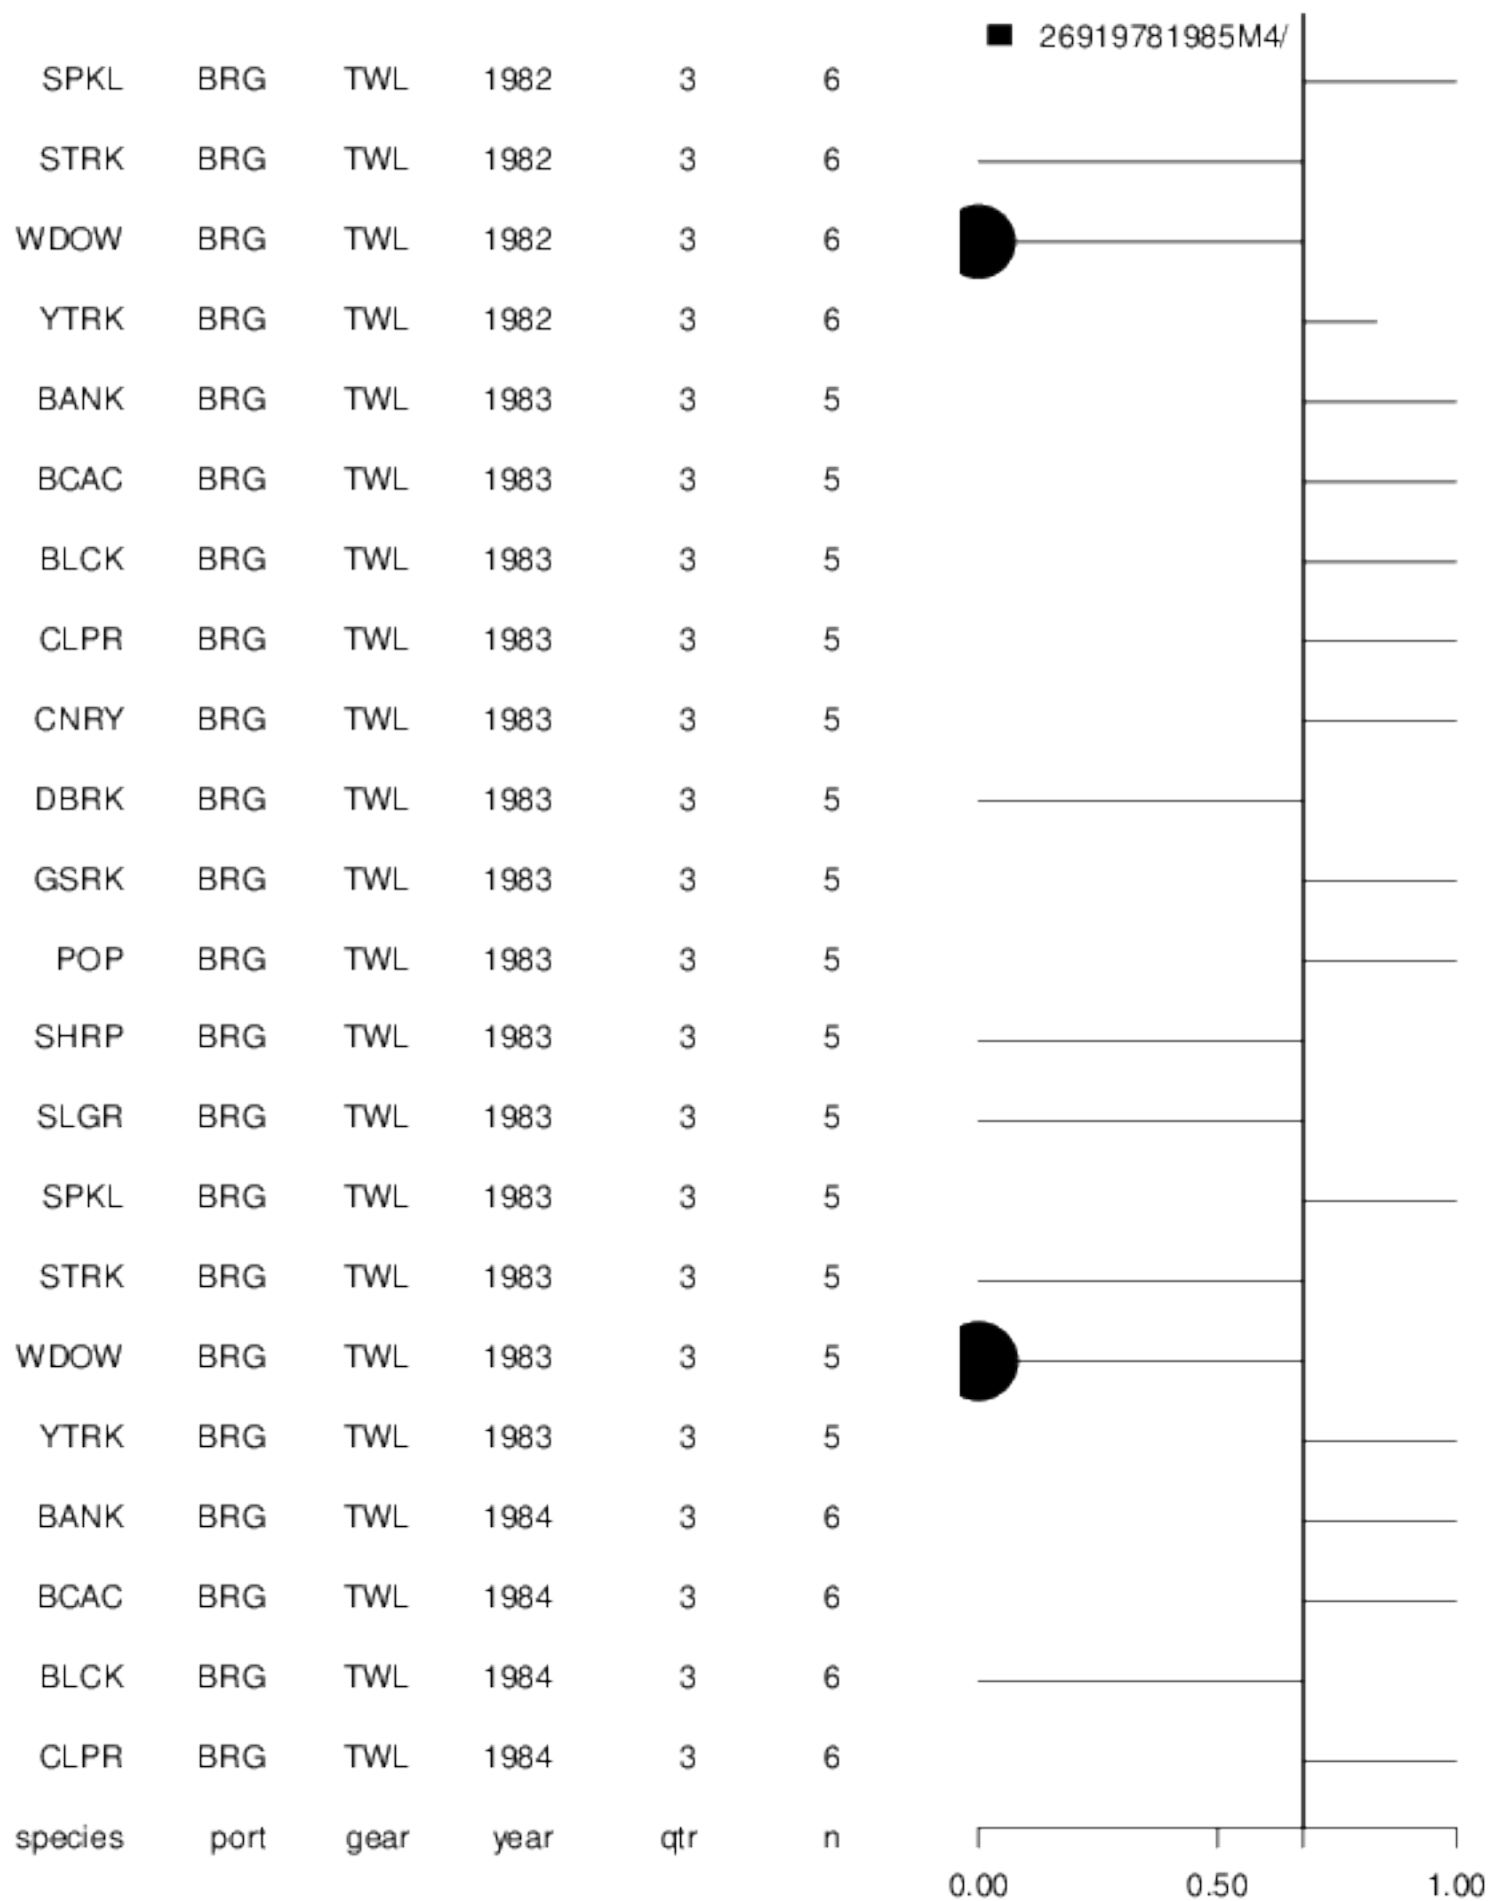 26919781985M4/
SPKL BRG TWL 1982 3 6
STRK BRG TWL 1982 3 6
WDOW BRG TWL 1982 3 6
YTRK BRG TWL 1982 3 6
BANK BRG TWL 1983 3 5
BCAC BRG TWL 1983 3 5
BLCK BRG TWL 1983 3 5
CLPR BRG TWL 1983 3 5
CNRY BRG TWL 1983 3 5
DBRK BRG TWL 1983 3 5
GSRK BRG TWL 1983 3 5
POP BRG TWL 1983 3 5
SHRP BRG TWL 1983 3 5
SLGR BRG TWL 1983 3 5
SPKL BRG TWL 1983 3 5
STRK BRG TWL 1983 3 5
WDOW BRG TWL 1983 3 5
YTRK BRG TWL 1983 3 5
BANK BRG TWL 1984 3 6
BCAC BRG TWL 1984 3 6
BLCK BRG TWL 1984 3 6
CLPR BRG TWL 1984 3 6
species port gear year qtr n
0.00 0.50 1.00